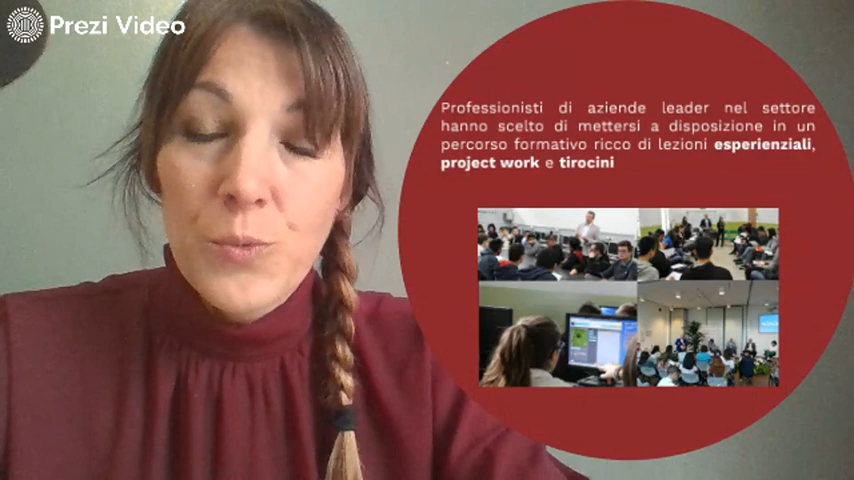 Prezi Video
Professionisti di aziende leader nel settore
hanno scelto di mettersi a disposizione in un
percorso formativo ricco di lezioni esperienziali,
project work e tirocini